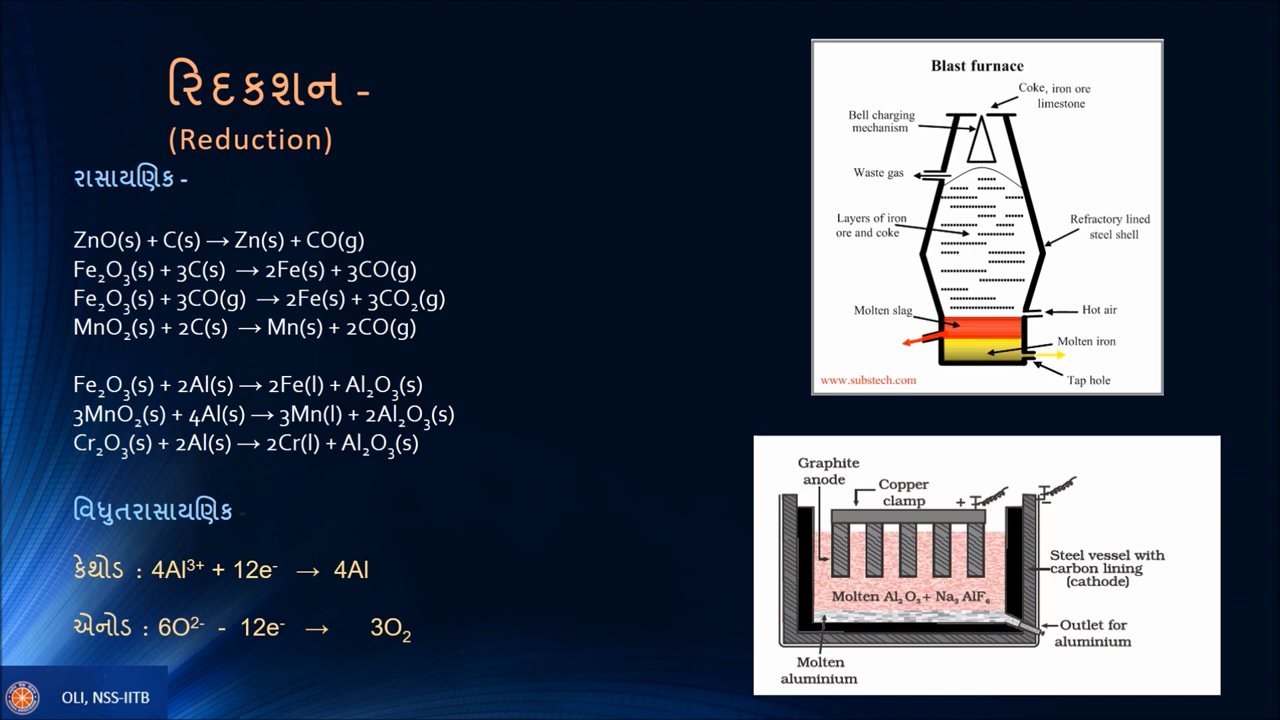 રિદકશન -
(Reduction)
રાસાયણિક -
ZnO(s) + C(s) → Zn(s) + CO(g)
Fe₂O₃(s) + 3C(s) → 2Fe(s) + 3CO(g)
Fe₂O₃(s) + 3CO(g) → 2Fe(s) + 3CO₂(g)
MnO₂(s) + 2C(s) → Mn(s) + 2CO(g)
Fe₂O₃(s) + 2Al(s) → 2Fe(l) + Al₂O₃(s)
3MnO₂(s) + 4Al(s) → 3Mn(l) + 2Al₂O₃(s)
Cr₂O₃(s) + 2Al(s) → 2Cr(l) + Al₂O₃(s)
વિધુતરાસાયણિક -
કેથોડ : 4Al³⁺ + 12e⁻ → 4Al
એનોડ : 6O²⁻ - 12e⁻ → 3O₂
OLI, NSS-IITB
Blast furnace
Coke, iron ore
limestone
Bell charging
mechanism
Waste gas
Layers of iron
ore and coke
Refractory lined
steel shell
Molten slag
Hot air
Molten iron
Tap hole
www.substech.com
Graphite
anode
Copper
clamp
+
-
Steel vessel with
carbon lining
(cathode)
Molten Al₂O₃ + Na₃ AlF₆
Outlet for
aluminium
Molten
aluminium